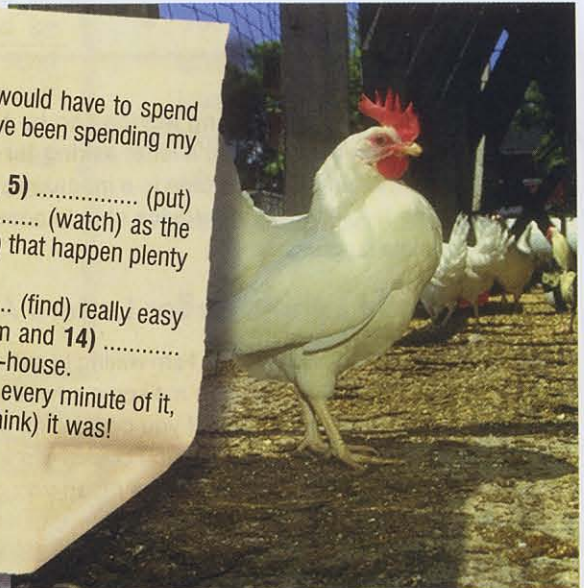 would have to spend
ve been spending my
5) ............... (put)
...... (watch) as the
that happen plenty
.. (find) really easy
m and 14) ............
-house.
every minute of it,
ink) it was!